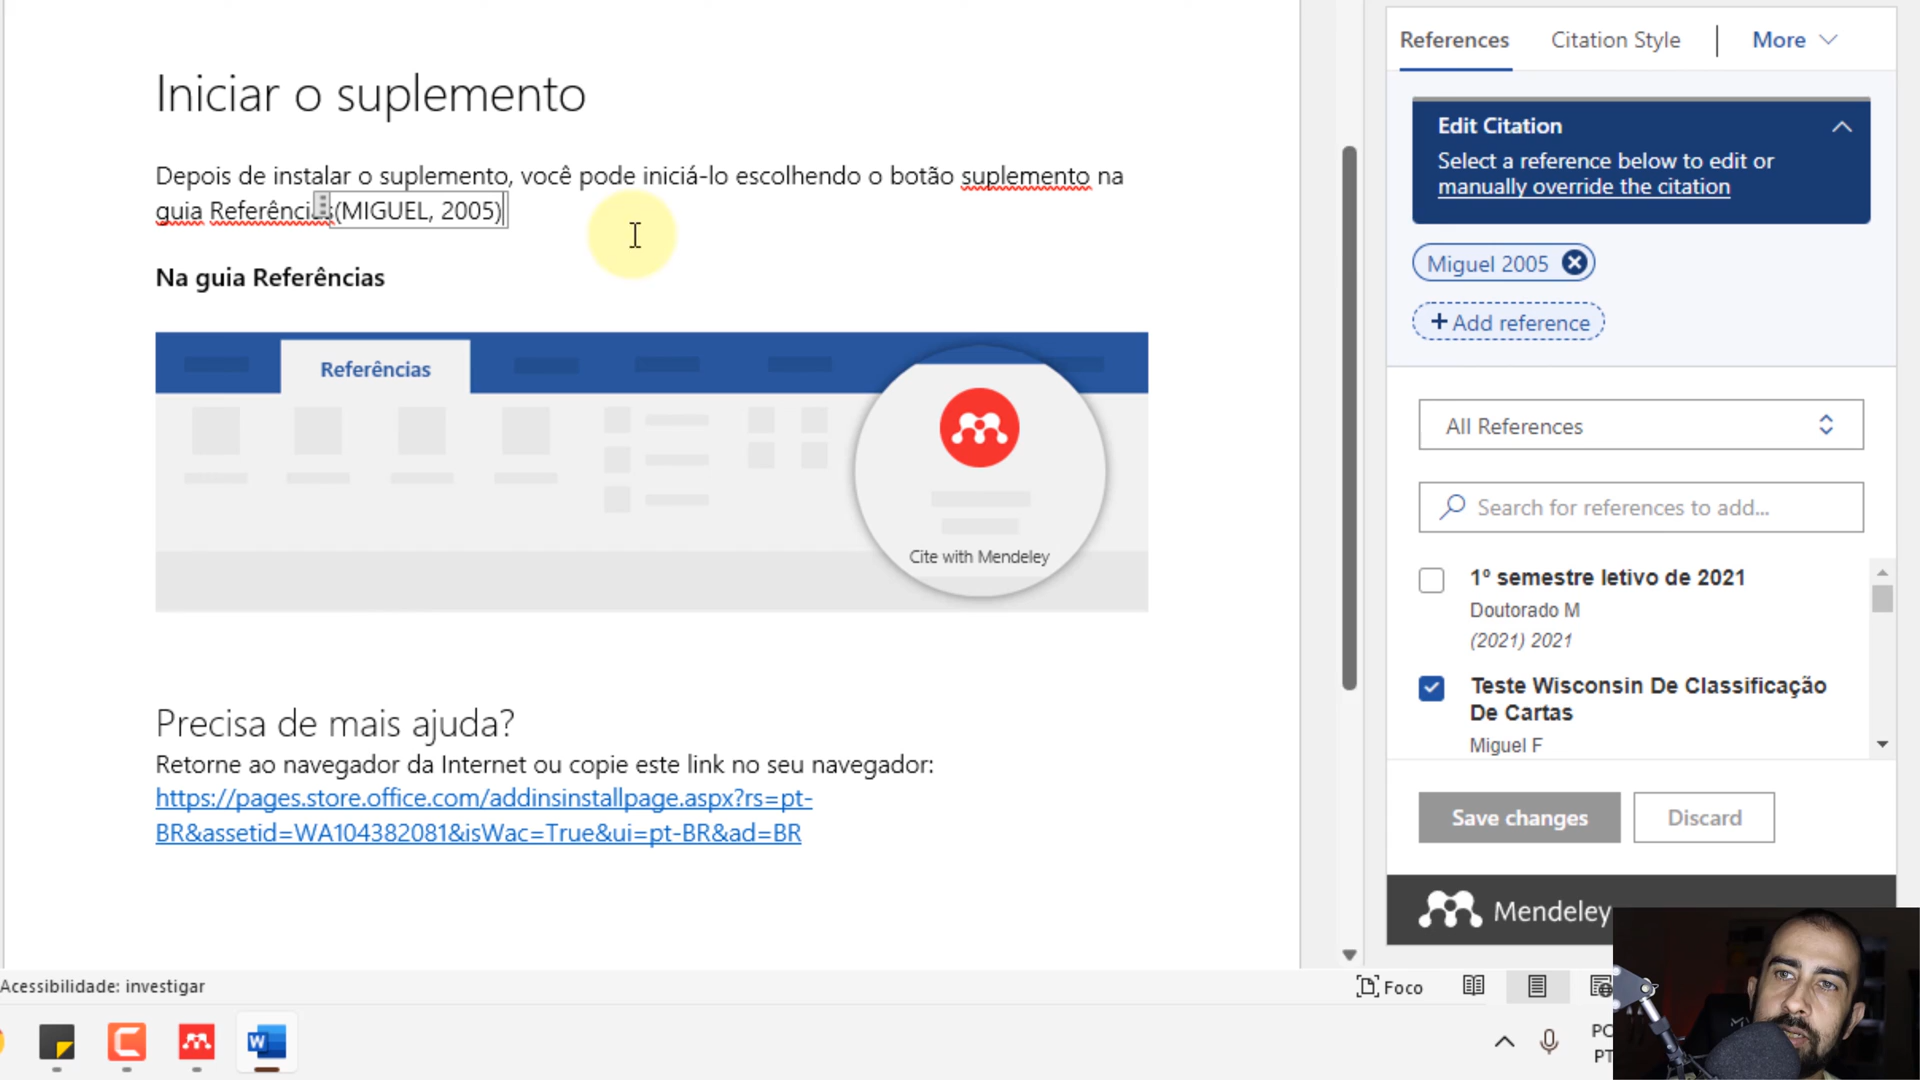 Iniciar o suplemento
Depois de instalar o suplemento, você pode iniciá-lo escolhendo o botão suplemento na
guia Referências(MIGUEL, 2005)
Na guia Referências
Referências
Cite with Mendeley
Precisa de mais ajuda?
Retorne ao navegador da Internet ou copie este link no seu navegador:
https://pages.store.office.com/addinsinstallpage.aspx?rs=pt-
BR&assetid=WA104382081&isWac=True&ui=pt-BR&ad=BR
References
Citation Style
More
Edit Citation
Select a reference below to edit or
manually override the citation
Miguel 2005
+ Add reference
All References
Search for references to add...
1º semestre letivo de 2021
Doutorado M
(2021) 2021
Teste Wisconsin De Classificação
De Cartas
Miguel F
Save changes
Discard
Mendeley
Acessibilidade: investigar
Foco